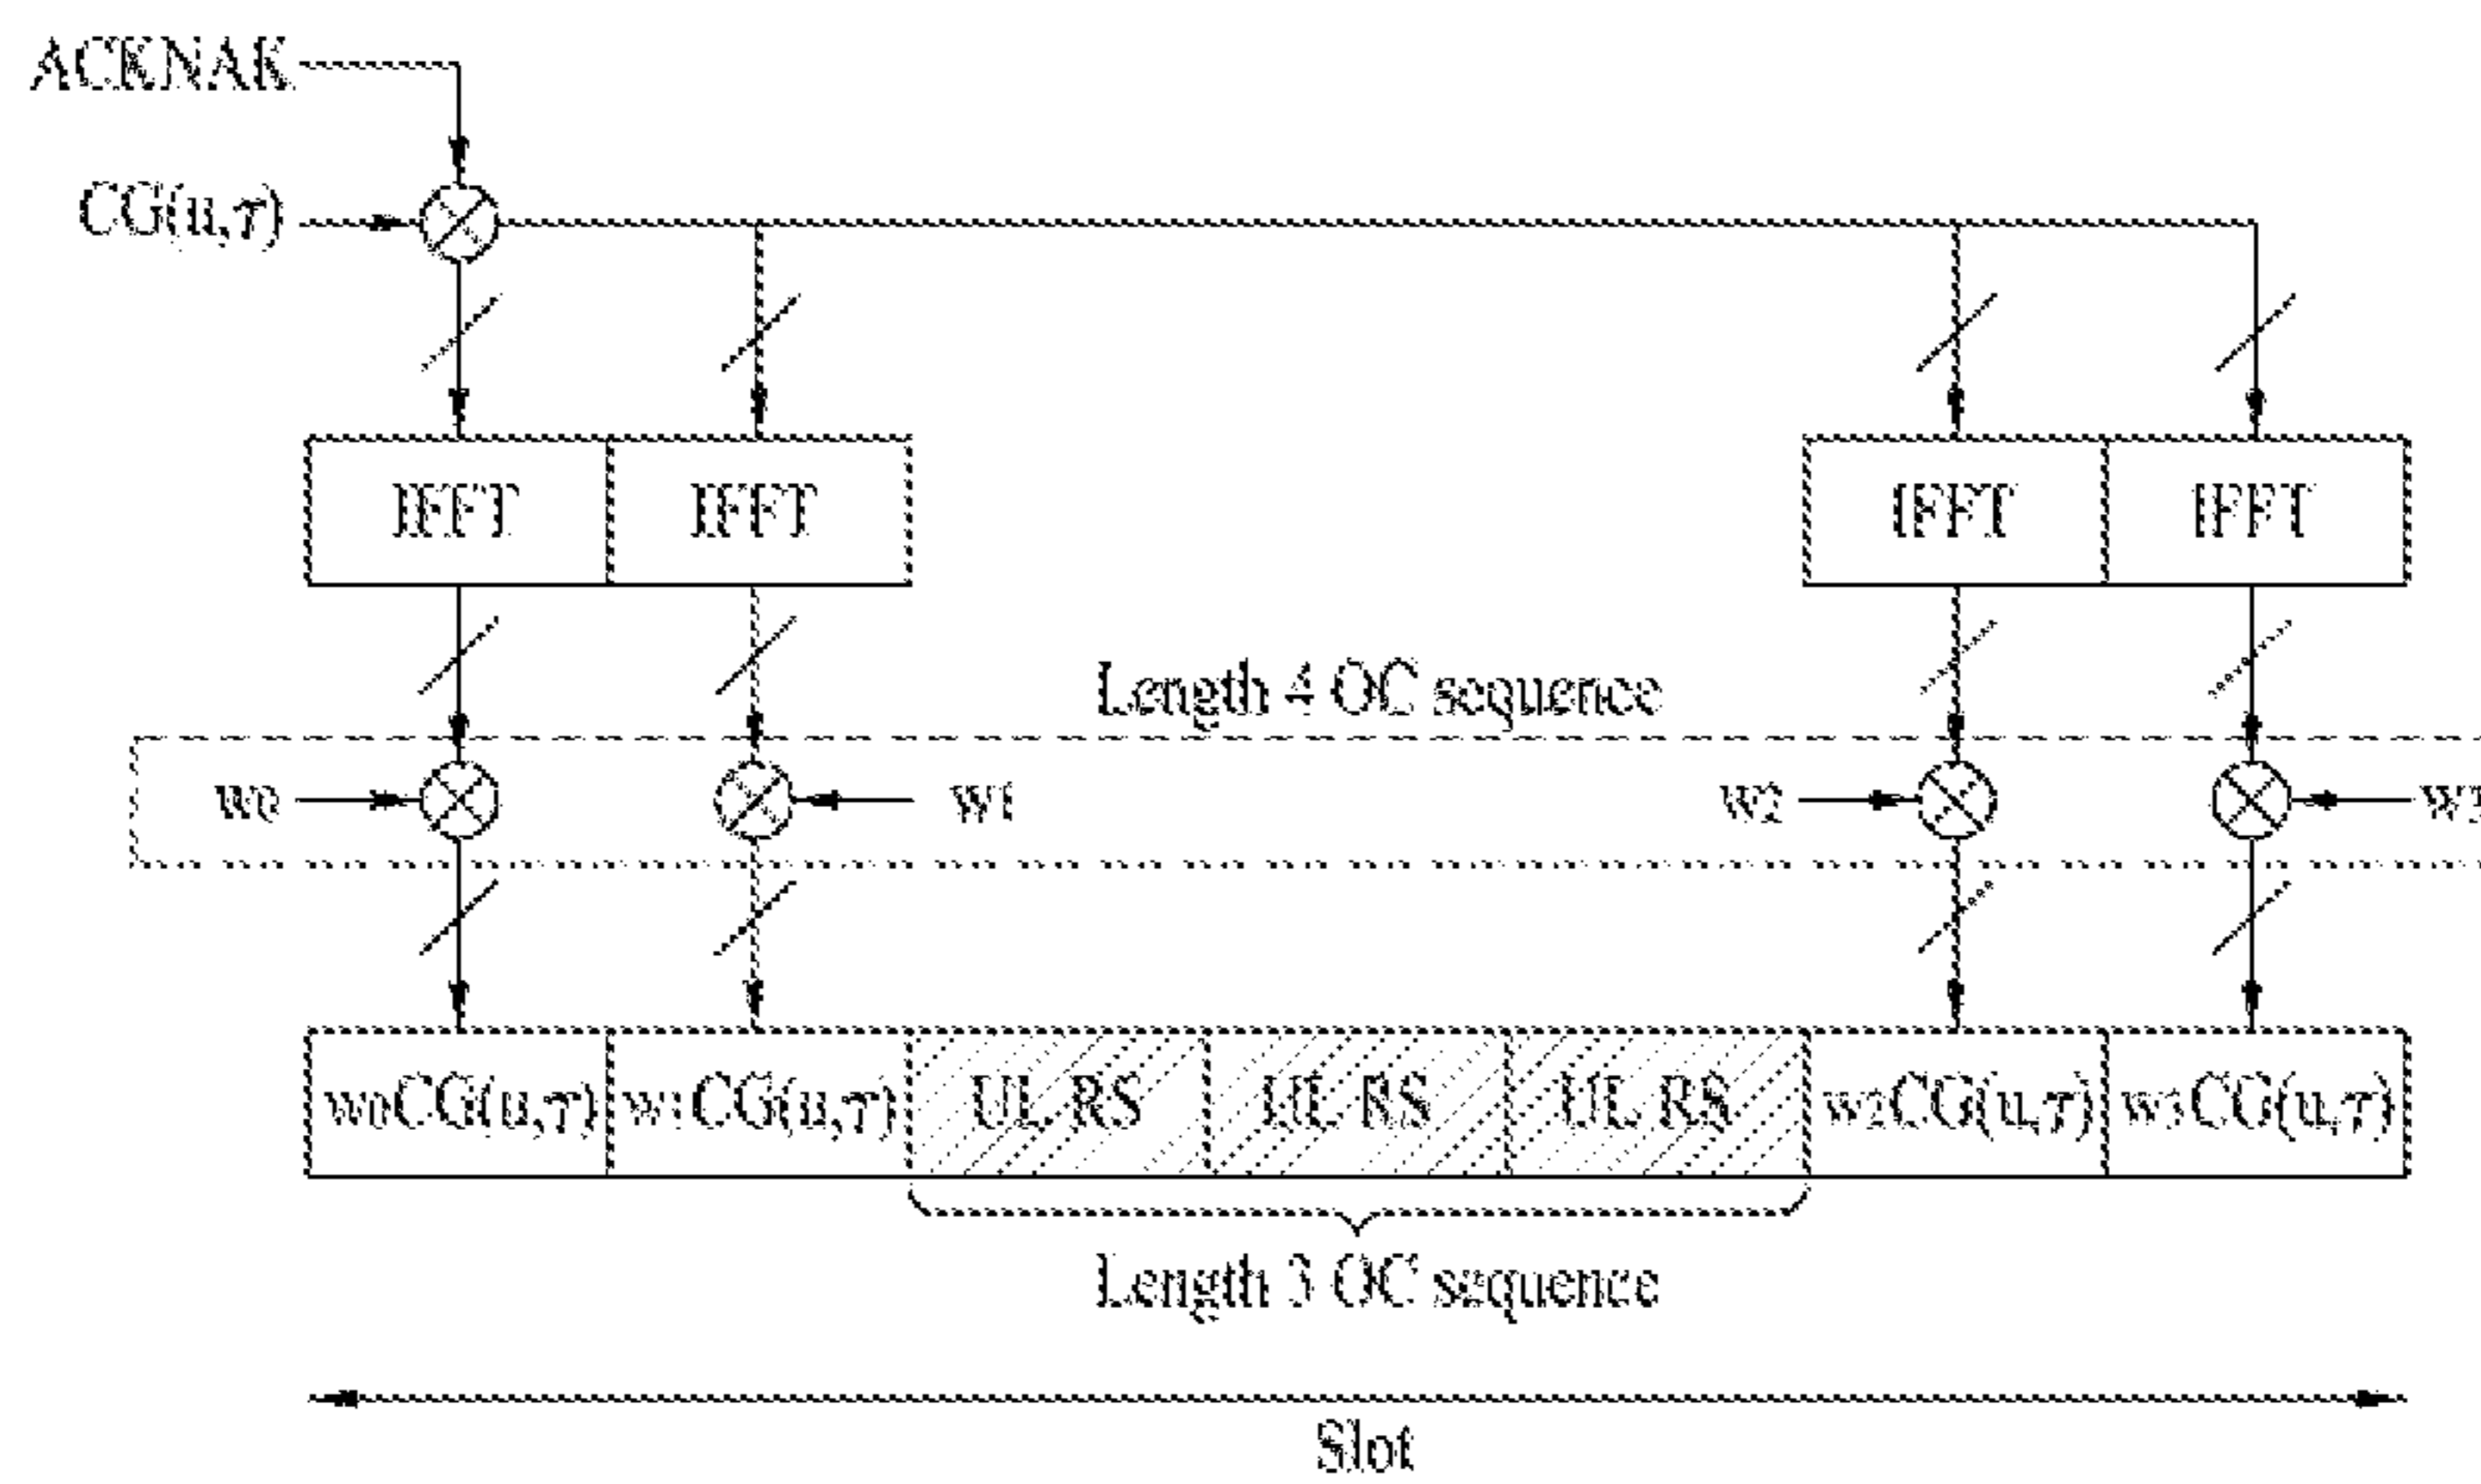 ACKNAK
CG(u,r)
IFFT IFFT IFFT IFFT
Length 4 OC sequence
w0 w1 w2 w3
w0CG(u,r) w1CG(u,r) UL RS UL RS UL RS w2CG(u,r) w3CG(u,r)
Length 3 OC sequence
Slot